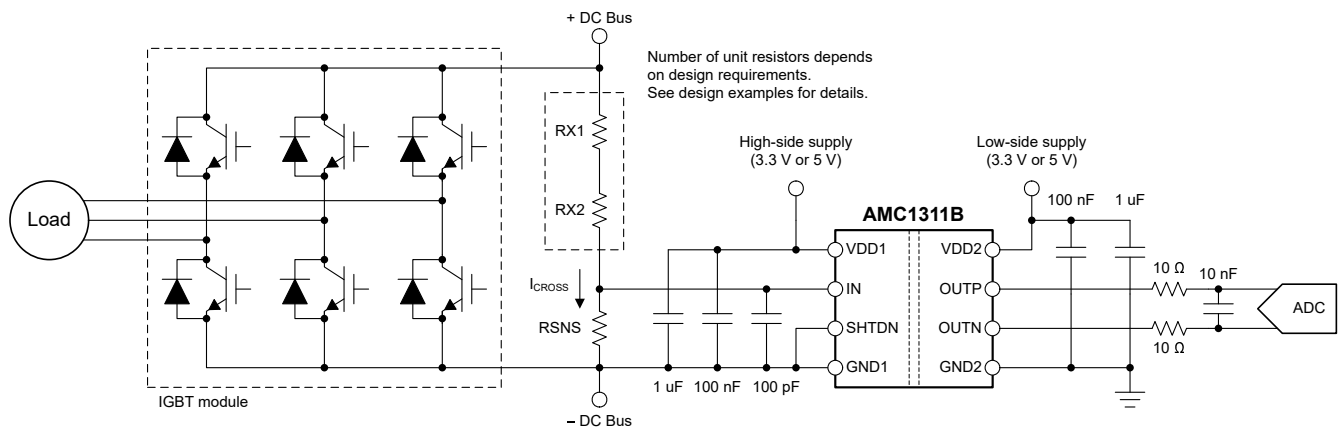 + DC Bus
Number of unit resistors depends
on design requirements.
See design examples for details.
RX1
RX2
High-side supply
(3.3 V or 5 V)
Low-side supply
(3.3 V or 5 V)
100 nF
1 uF
AMC1311B
Load
VDD1
VDD2
ICROSS
IN
OUTP
10 Ω
10 nF
RSNS
SHTDN
OUTN
10 Ω
ADC
GND1
GND2
1 uF
100 nF
100 pF
IGBT module
– DC Bus